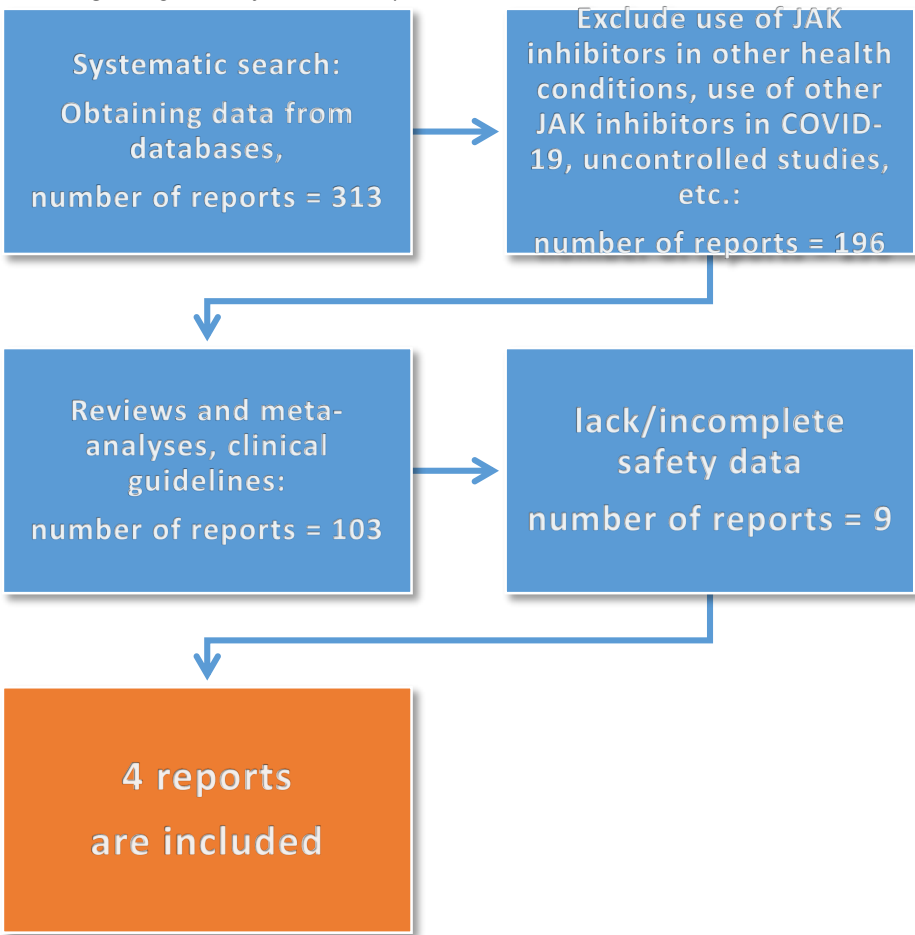 Systematic search:
Obtaining data from
databases,
number of reports = 313
Exclude use of JAK
inhibitors in other health
conditions, use of other
JAK inhibitors in COVID-
19, uncontrolled studies,
etc.:
number of reports = 196
Reviews and meta-
analyses, clinical
guidelines:
number of reports = 103
lack/incomplete
safety data
number of reports = 9
4 reports
are included